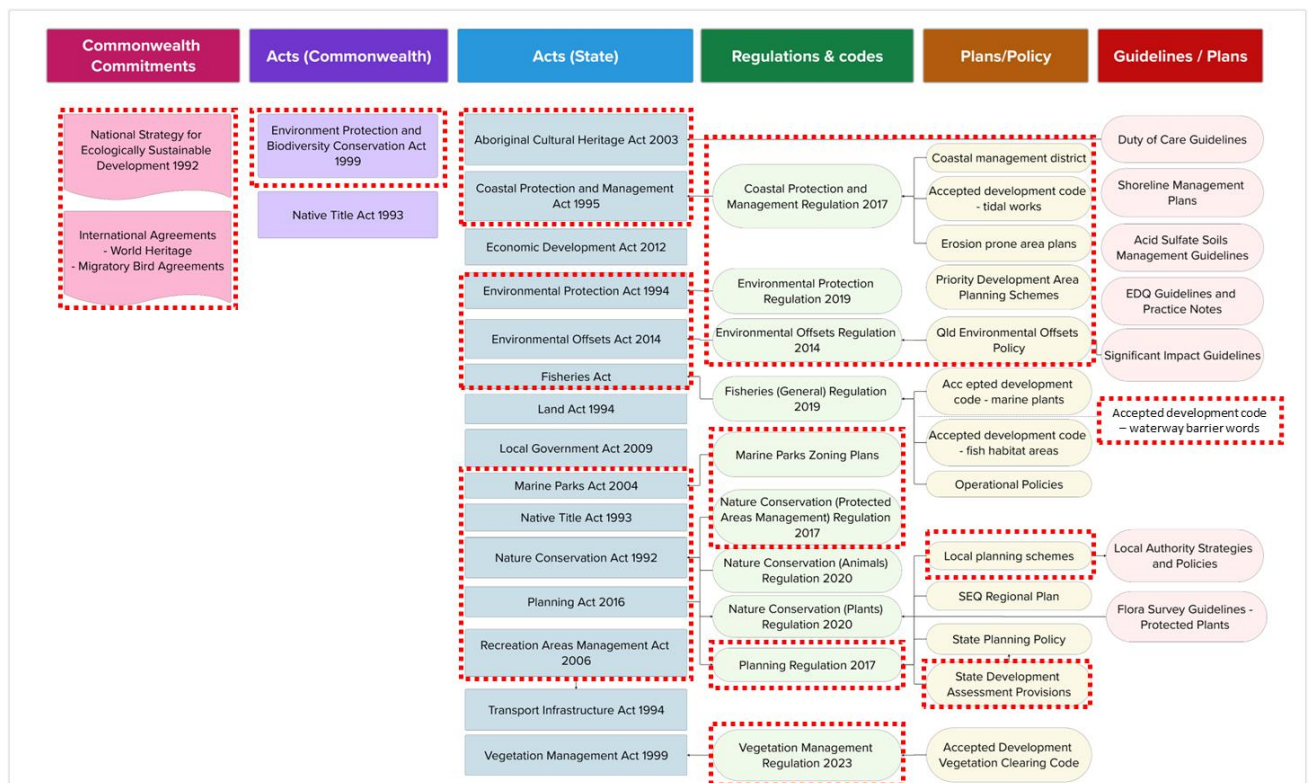 Commonwealth
Commitments
Acts (Commonwealth)
Acts (State)
Regulations & codes
Plans/Policy
Guidelines / Plans
National Strategy for
Ecologically Sustainable
Development 1992
International Agreements
- World Heritage
- Migratory Bird Agreements
Environment Protection and
Biodiversity Conservation Act
1999
Native Title Act 1993
Aboriginal Cultural Heritage Act 2003
Coastal Protection and Management
Act 1995
Economic Development Act 2012
Environmental Protection Act 1994
Environmental Offsets Act 2014
Fisheries Act
Land Act 1994
Local Government Act 2009
Marine Parks Act 2004
Native Title Act 1993
Nature Conservation Act 1992
Planning Act 2016
Recreation Areas Management Act
2006
Transport Infrastructure Act 1994
Vegetation Management Act 1999
Coastal Protection and
Management Regulation 2017
Environmental Protection
Regulation 2019
Environmental Offsets Regulation
2014
Fisheries (General) Regulation
2019
Marine Parks Zoning Plans
Nature Conservation (Protected
Areas Management) Regulation
2017
Nature Conservation (Animals)
Regulation 2020
Nature Conservation (Plants)
Regulation 2020
Planning Regulation 2017
Vegetation Management
Regulation 2023
Coastal management district
Accepted development code
- tidal works
Erosion prone area plans
Priority Development Area
Planning Schemes
Qld Environmental Offsets
Policy
Acc epted development
code - marine plants
Accepted development code
- fish habitat areas
Operational Policies
Local planning schemes
SEQ Regional Plan
State Planning Policy
State Development
Assessment Provisions
Accepted Development
Vegetation Clearing Code
Duty of Care Guidelines
Shoreline Management
Plans
Acid Sulfate Soils
Management Guidelines
EDQ Guidelines and
Practice Notes
Significant Impact Guidelines
Accepted development code
– waterway barrier words
Local Authority Strategies
and Policies
Flora Survey Guidelines -
Protected Plants